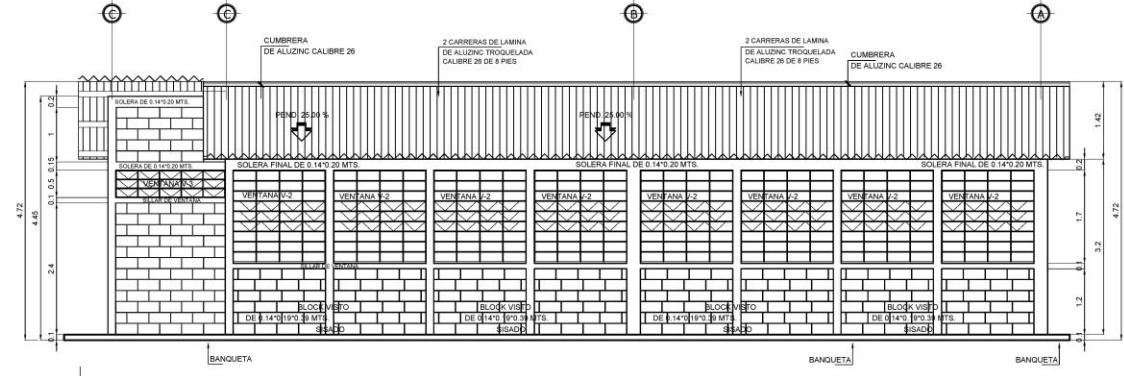 C
C
B
A
CUMBRERA
DE ALUZINC CALIBRE 26
2 CARRERAS DE LAMINA
DE ALUZINC TROQUELADA
CALIBRE 26 DE 8 PIES
2 CARRERAS DE LAMINA
DE ALUZINC TROQUELADA
CALIBRE 26 DE 8 PIES
CUMBRERA
DE ALUZINC CALIBRE 26
SOLERA DE 0.14*0.20 MTS.
PEND. 25.00 %
PEND. 25.00 %
SOLERA DE 0.14*0.20 MTS.
SOLERA FINAL DE 0.14*0.20 MTS.
SOLERA FINAL DE 0.14*0.20 MTS.
SOLERA FINAL DE 0.14*0.20 MTS.
VENTANA V-3
SILLAR DE VENTANA
VENTANA V-2
VENTANA V-2
VENTANA V-2
VENTANA V-2
VENTANA V-2
VENTANA V-2
VENTANA V-2
VENTANA V-2
SILLAR DE VENTANA
BLOCK VISTO
DE 0.14*0.19*0.39 MTS.
SISADO
BLOCK VISTO
DE 0.14*0.19*0.39 MTS.
SISADO
BLOCK VISTO
DE 0.14*0.19*0.39 MTS.
SISADO
BLOCK VISTO
DE 0.14*0.19*0.39 MTS.
SISADO
4.72
4.45
0.2
1
0.15
0.5
0.1
2.4
0.1
0.2
1.7
0.1
1.2
0.1
1.42
3.2
4.72
BANQUETA
BANQUETA
BANQUETA